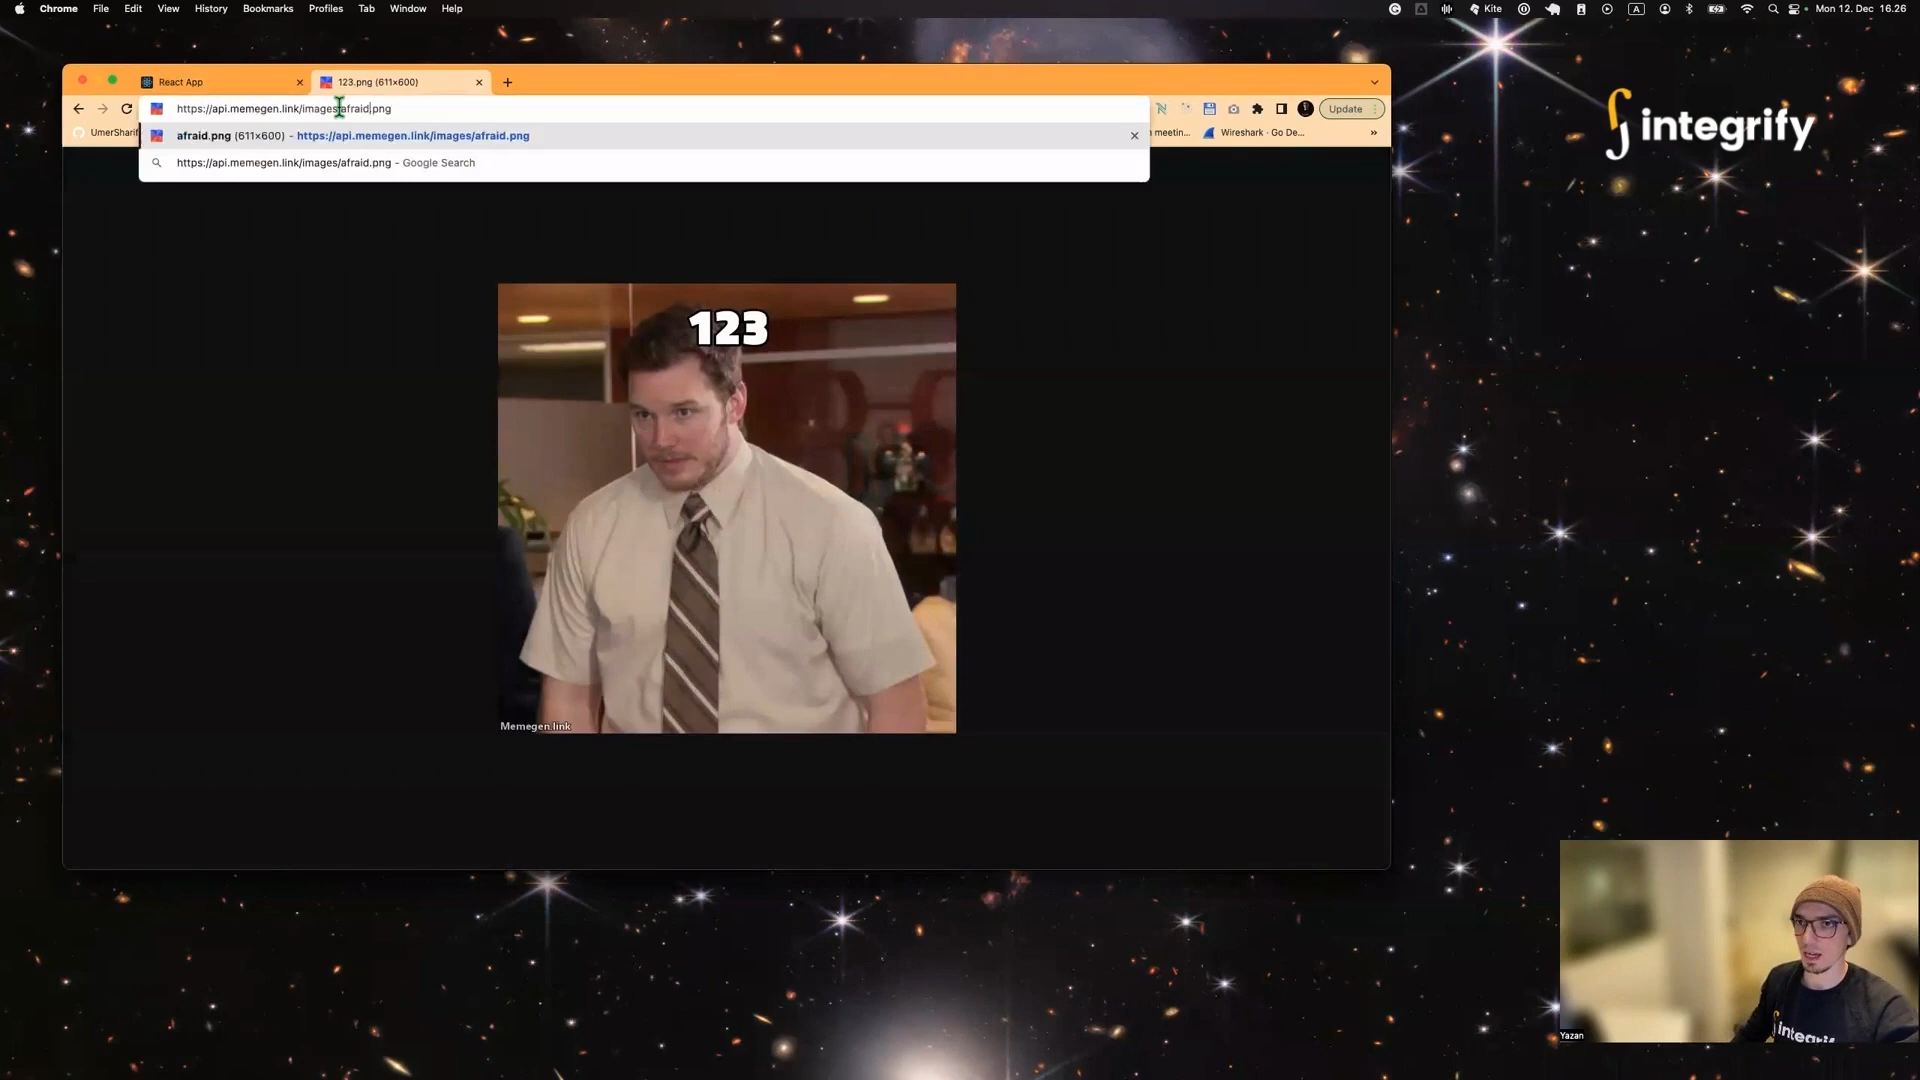 Chrome File Edit View History Bookmarks Profiles Tab Window Help Kite A Mon 12. Dec 16.26
React App 123.png (611×600)
https://api.memegen.link/images/afraid.png Update
UmerSharif afraid.png (611×600) - https://api.memegen.link/images/afraid.png n meetin... Wireshark · Go De... »
https://api.memegen.link/images/afraid.png - Google Search
integrify
123
Memegen.link
integrify
Yazan